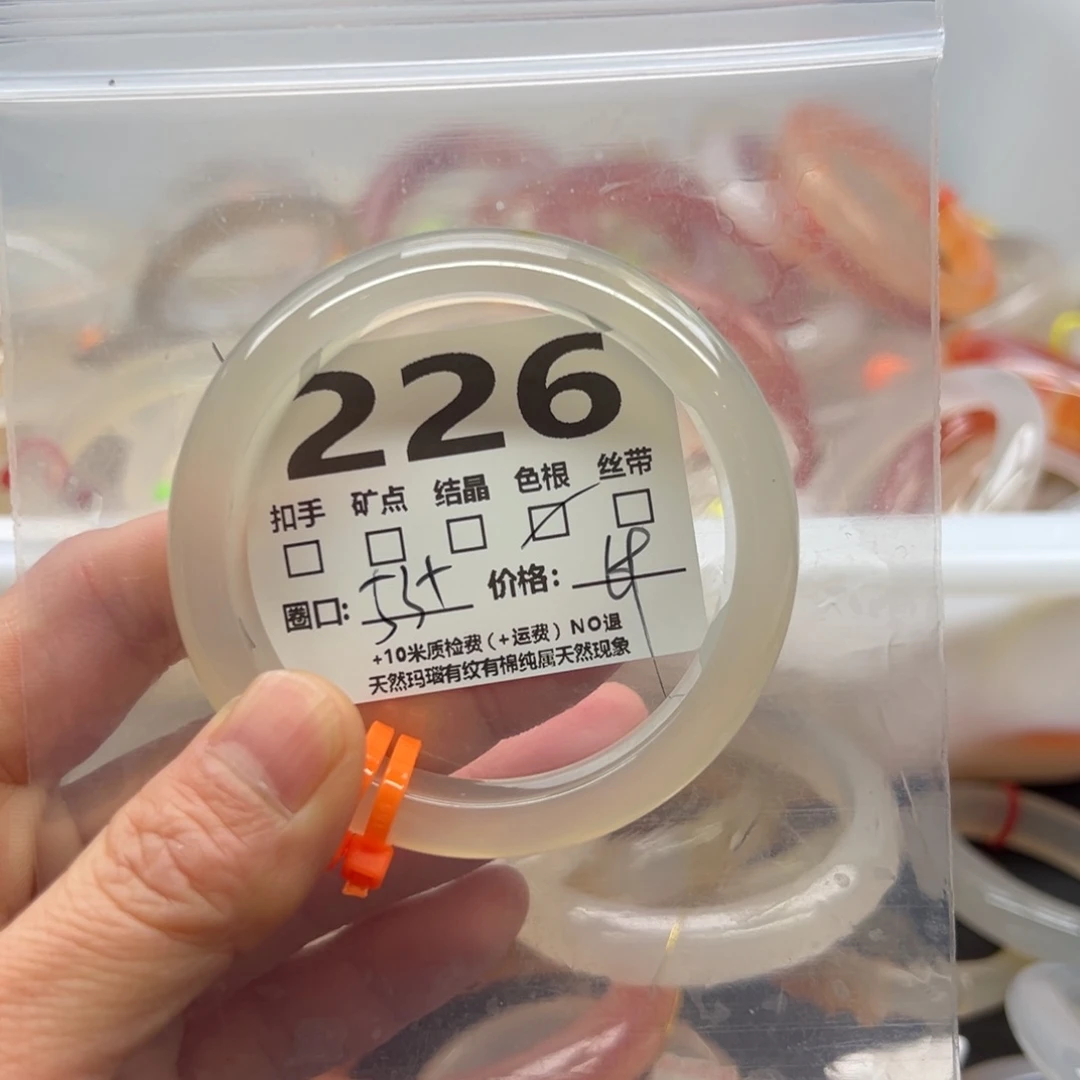 226
扣手 矿点 结晶 色根 丝带
圈口: 55+ 价格:
+10米质检费(+运费) NO退
天然玛瑙有纹有棉纯属天然现象